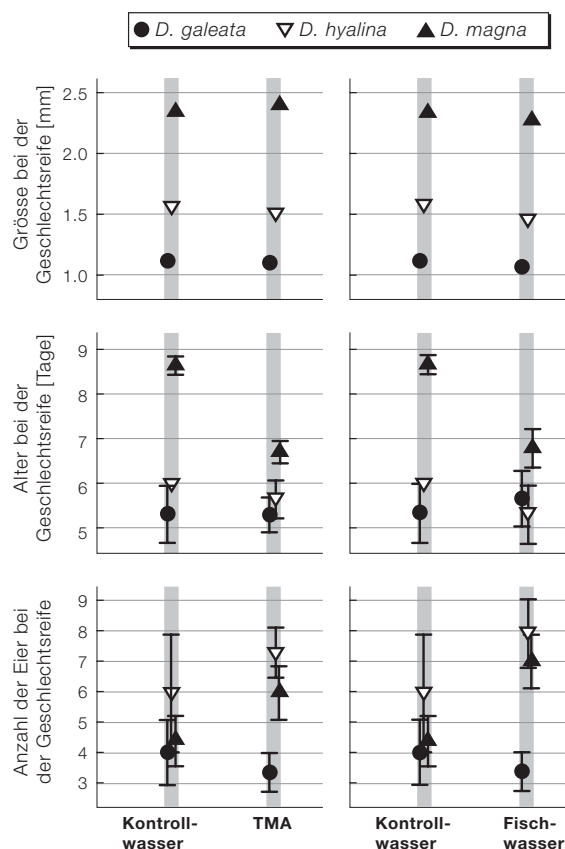 D. galeata D. hyalina D. magna
Grösse bei der
Geschlechtsreife [mm]
2.5
2.0
1.5
1.0
Alter bei der
Geschlechtsreife [Tage]
9
8
7
6
5
Anzahl der Eier bei
der Geschlechtsreife
9
8
7
6
5
4
3
Kontroll-
wasser
TMA
Kontroll-
wasser
Fisch-
wasser